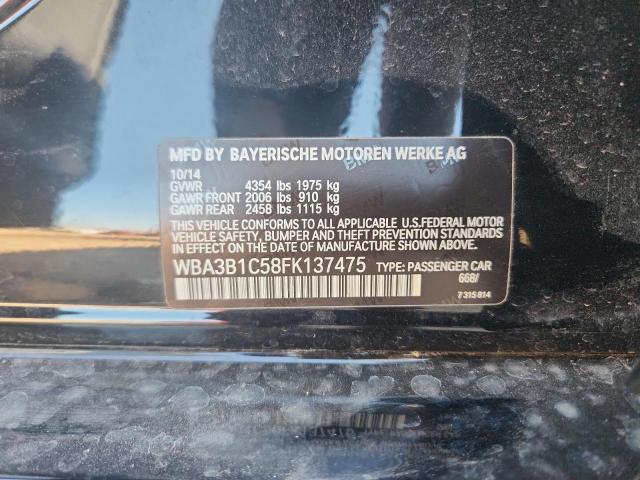 MFD BY BAYERISCHE MOTOREN WERKE AG
10/14
GVWR 4354 lbs 1975 kg
GAWR FRONT 2006 lbs 910 kg
GAWR REAR 2458 lbs 1115 kg
THIS VEHICLE CONFORMS TO ALL APPLICABLE U.S.FEDERAL MOTOR
VEHICLE SAFETY, BUMPER AND THEFT PREVENTION STANDARDS
IN EFFECT ON THE DATE OF MANUFACTURE SHOWN ABOVE.
WBA3B1C58FK137475 TYPE: PASSENGER CAR
668/
7 315 814